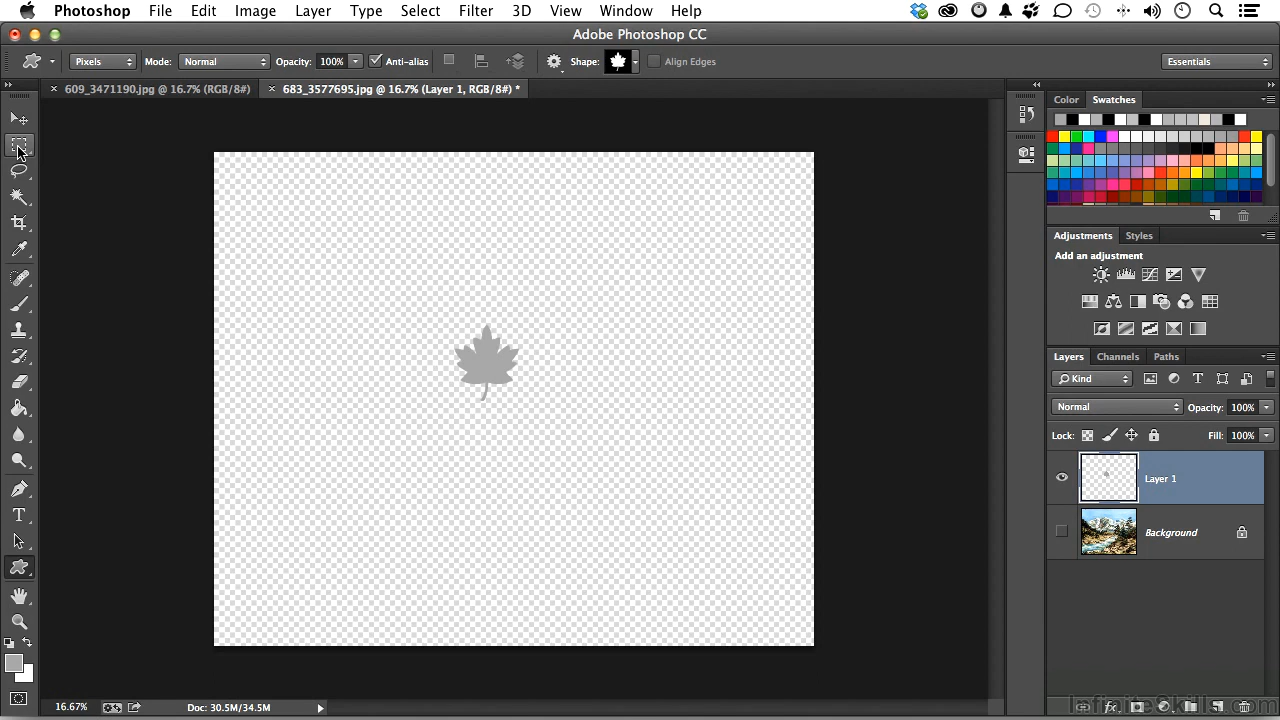 Photoshop File Edit Image Layer Type Select Filter 3D View Window Help
Adobe Photoshop CC
Pixels Mode: Normal Opacity: 100% Anti-alias Shape: Align Edges Essentials
609_3471190.jpg @ 16.7% (RGB/8#) 683_3577695.jpg @ 16.7% (Layer 1, RGB/8#) *
Color Swatches
Adjustments Styles
Add an adjustment
Layers Channels Paths
Kind
Normal Opacity: 100%
Lock: Fill: 100%
Layer 1
Background
16.67% Doc: 30.5M/34.5M
InfiniteSkills.com